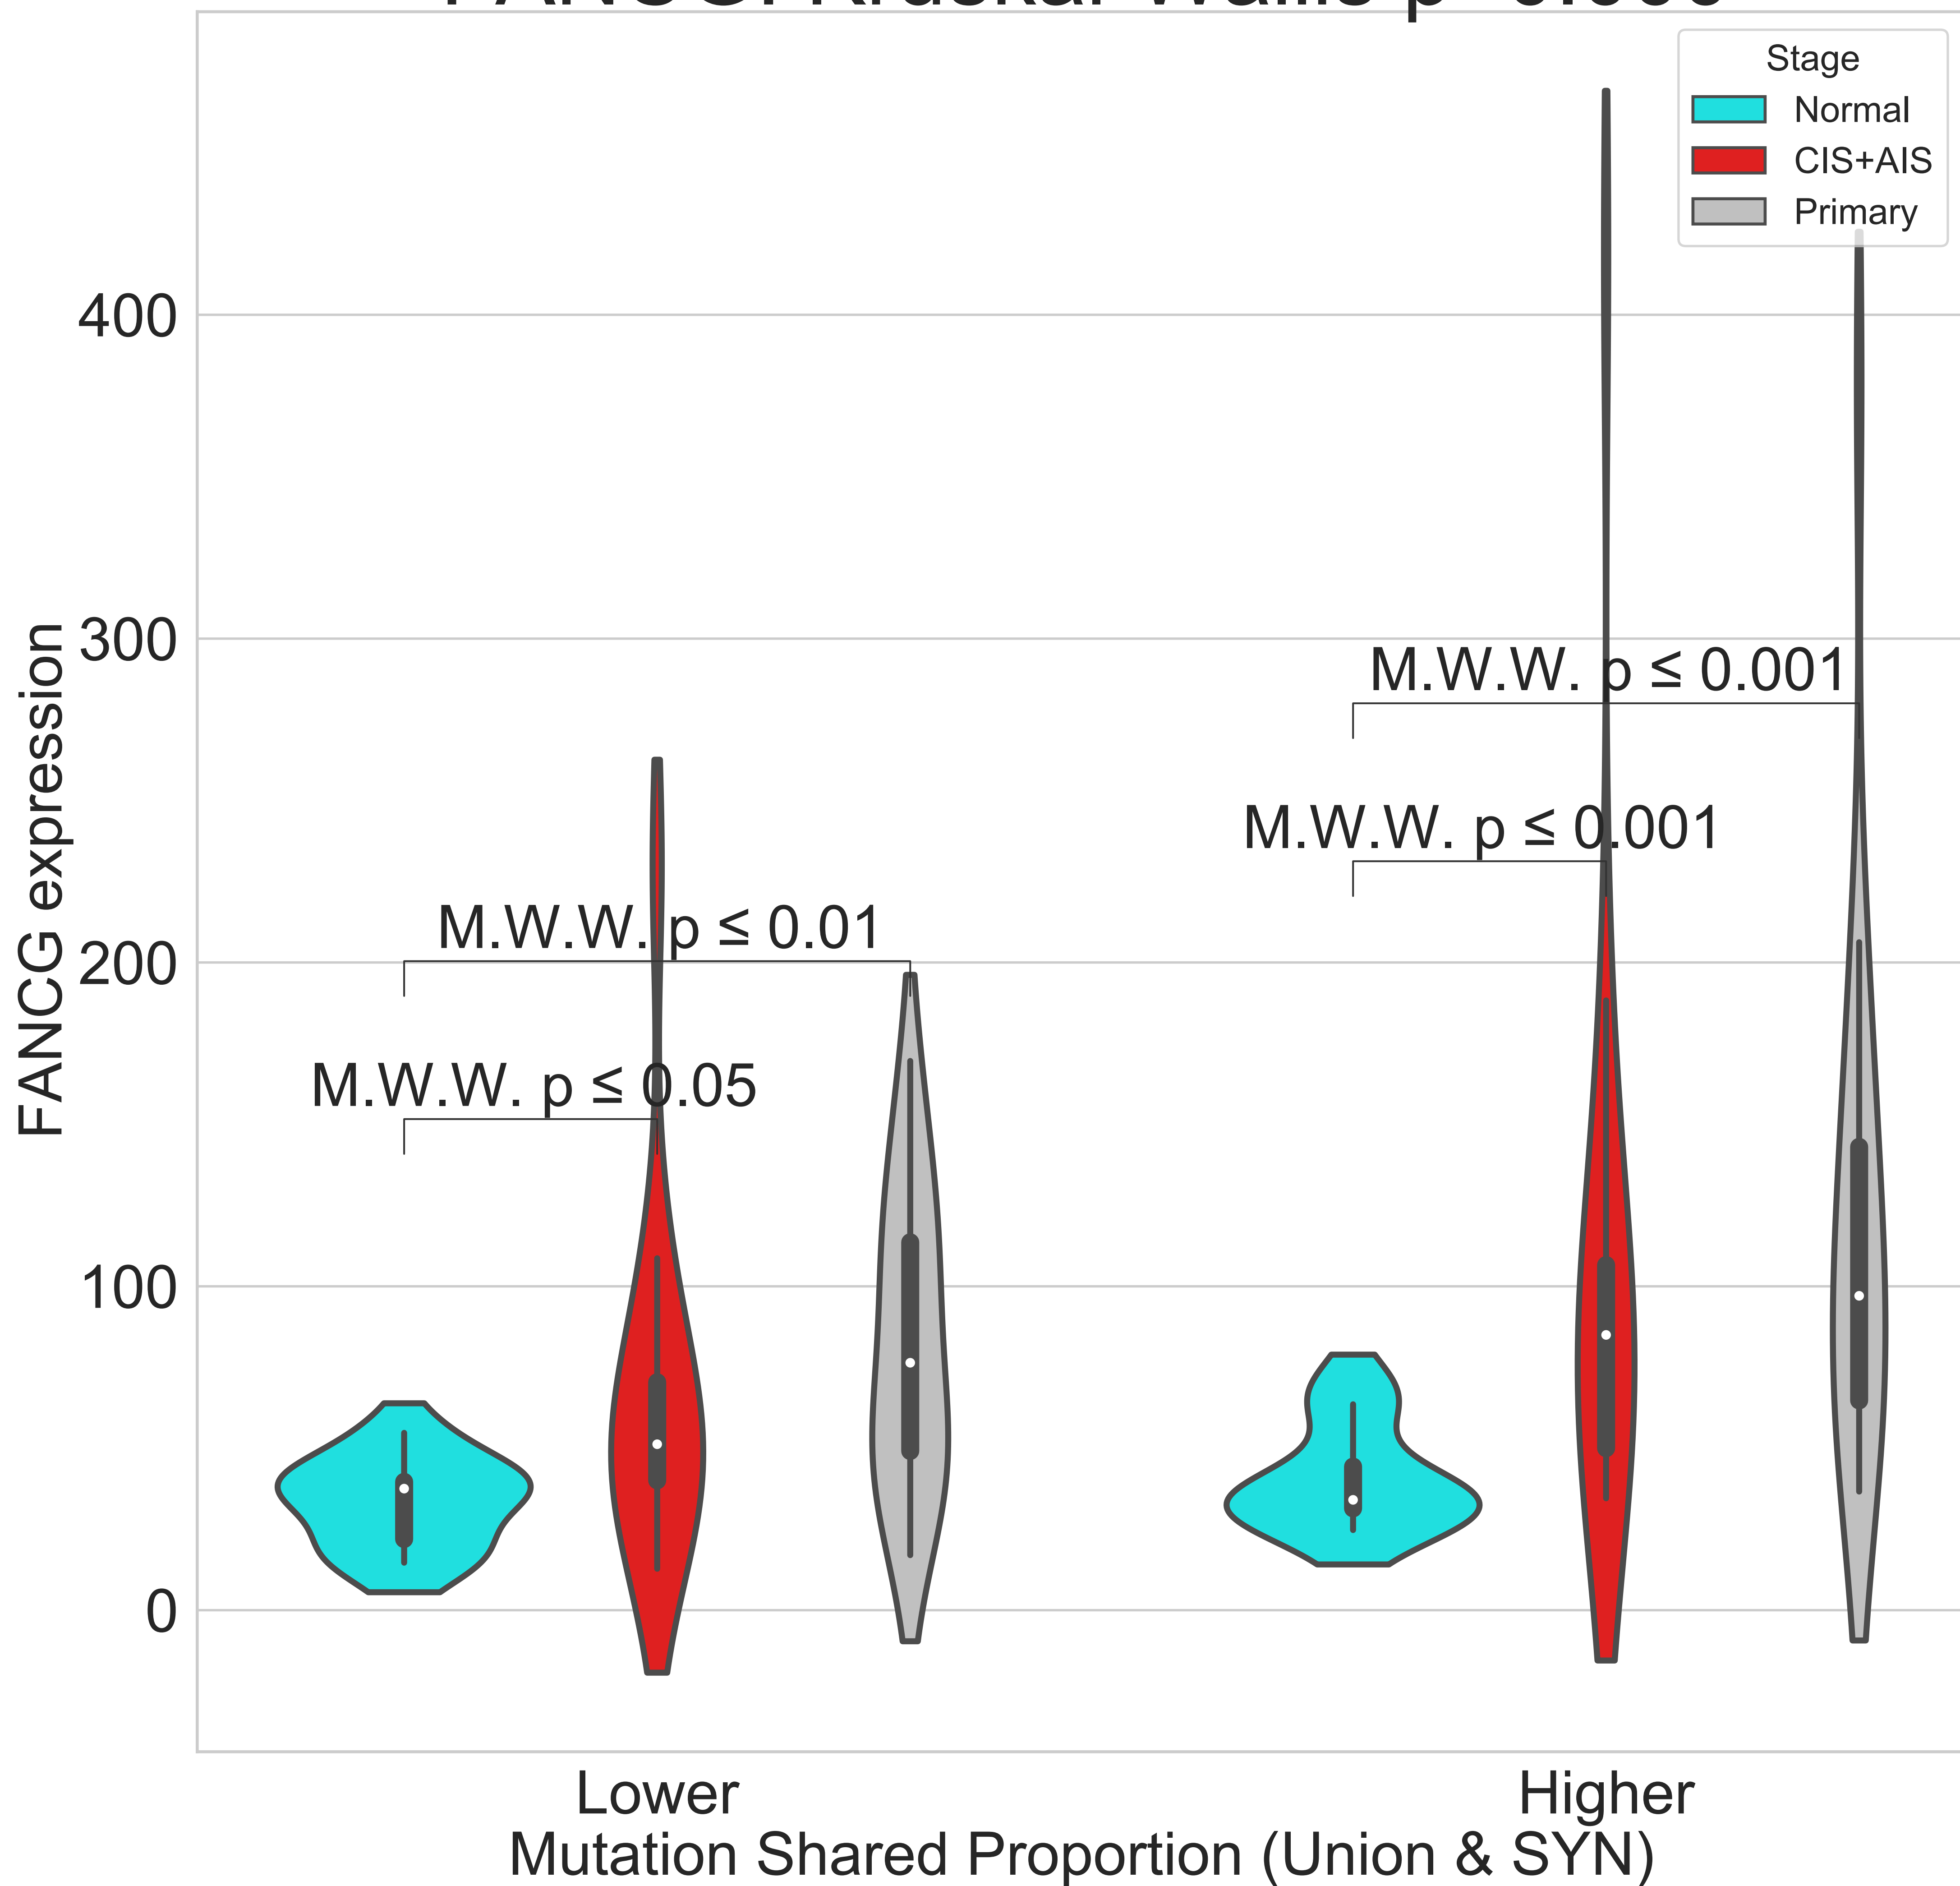 Stage
Normal
CIS+AIS
Primary
400
300
200
100
0
FANCG expression
M.W.W. p ≤ 0.001
M.W.W. p ≤ 0.001
M.W.W. p ≤ 0.01
M.W.W. p ≤ 0.05
Lower
Higher
Mutation Shared Proportion (Union & SYN)